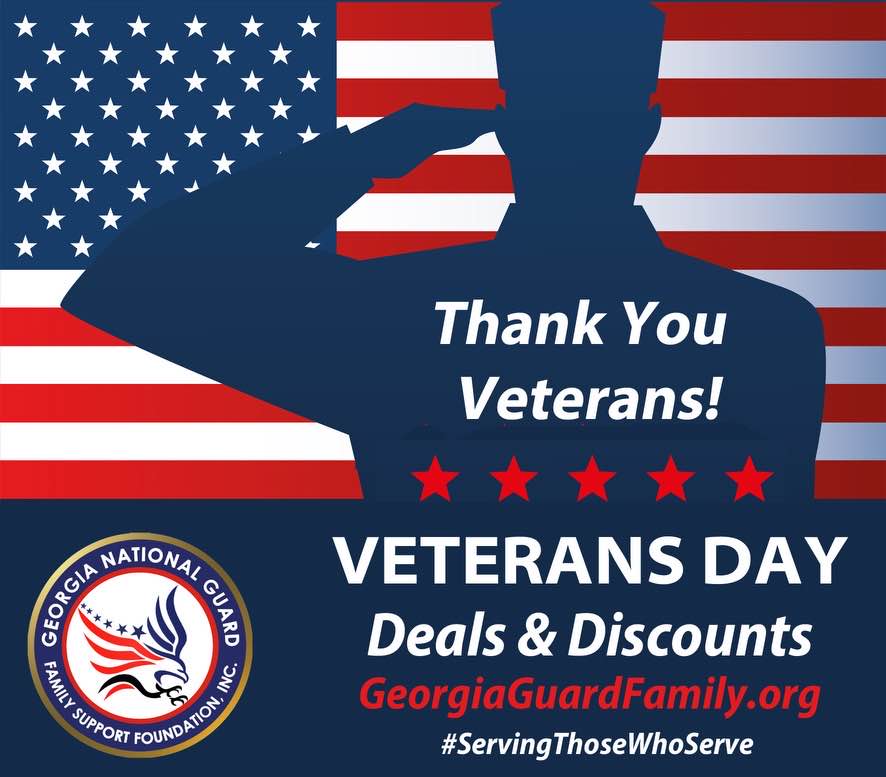 Thank You
Veterans!
VETERANS DAY
Deals & Discounts
GeorgiaGuardFamily.org
#ServingThoseWhoServe
GEORGIA NATIONAL GUARD
FAMILY SUPPORT FOUNDATION, INC.